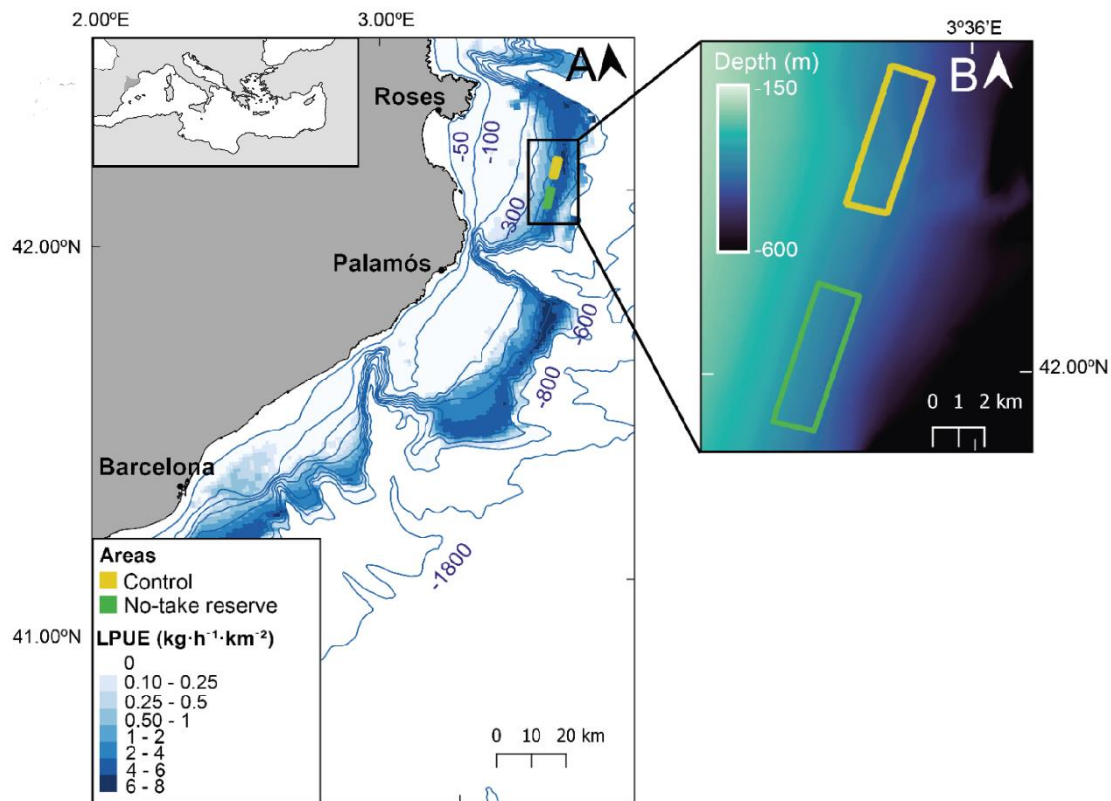 2.00ºE
3.00ºE
A
Roses
-50
-100
-300
42.00ºN
Palamós
-600
-800
Barcelona
-1800
Areas
Control
No-take reserve
LPUE (kg·h⁻¹·km⁻²)
0
0.10 - 0.25
0.25 - 0.5
0.50 - 1
1 - 2
2 - 4
4 - 6
6 - 8
41.00ºN
0 10 20 km
3º36'E
B
Depth (m)
-150
-600
42.00ºN
0 1 2 km